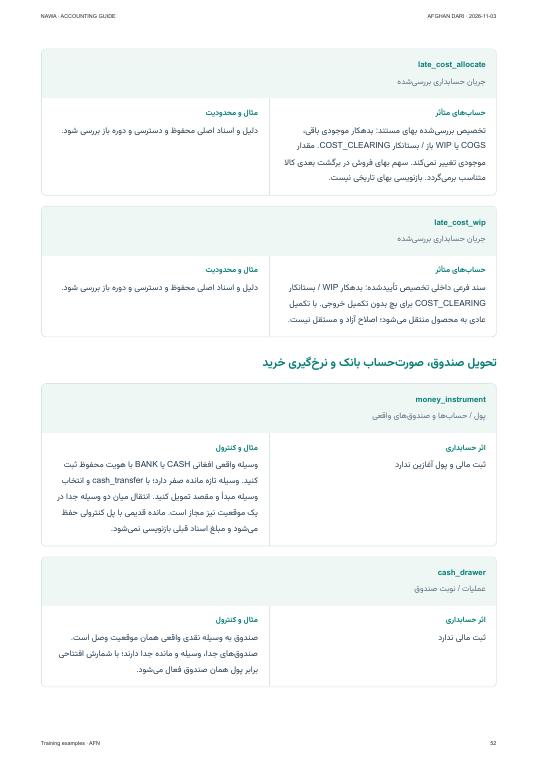 NAWA · ACCOUNTING GUIDE
AFGHAN DARI · 2026-11-03
late_cost_allocate
جریان حسابداری بررسی‌شده
حساب‌های متأثر
تخصیص بررسی‌شده بهای مستند: بدهکار موجودی باقی،
COGS یا WIP باز / بستانکار COST_CLEARING. مقدار
موجودی تغییر نمی‌کند. سهم بهای فروش در برگشت بعدی کالا
متناسب برمی‌گردد. بازنویسی بهای تاریخی نیست.
مثال و محدودیت
دلیل و اسناد اصلی محفوظ و دسترسی و دوره باز بررسی شود.
late_cost_wip
جریان حسابداری بررسی‌شده
حساب‌های متأثر
سند فرعی داخلی تخصیص تأییدشده: بدهکار WIP / بستانکار
COST_CLEARING برای بچ بدون تکمیل خروجی. با تکمیل
عادی به محصول منتقل می‌شود؛ اصلاح آزاد و مستقل نیست.
مثال و محدودیت
دلیل و اسناد اصلی محفوظ و دسترسی و دوره باز بررسی شود.
تحویل صندوق، صورت‌حساب بانک و نرخ‌گیری خرید
money_instrument
پول / حساب‌ها و صندوق‌های واقعی
اثر حسابداری
ثبت مالی و پول آغازین ندارد
مثال و کنترول
وسیله واقعی افغانی CASH یا BANK با هویت محفوظ ثبت
کنید. وسیله تازه مانده صفر دارد؛ با cash_transfer و انتخاب
وسیله مبدأ و مقصد تمویل کنید. انتقال میان دو وسیله جدا در
یک موقعیت نیز مجاز است. مانده قدیمی با پل کنترولی حفظ
می‌شود و مبلغ اسناد قبلی بازنویسی نمی‌شود.
cash_drawer
عملیات / نوبت صندوق
اثر حسابداری
ثبت مالی ندارد
مثال و کنترول
صندوق به وسیله نقدی واقعی همان موقعیت وصل است.
صندوق‌های جدا، وسیله و مانده جدا دارند؛ با شمارش افتتاحی
برابر پول همان صندوق فعال می‌شود.
Training examples · AFN
52